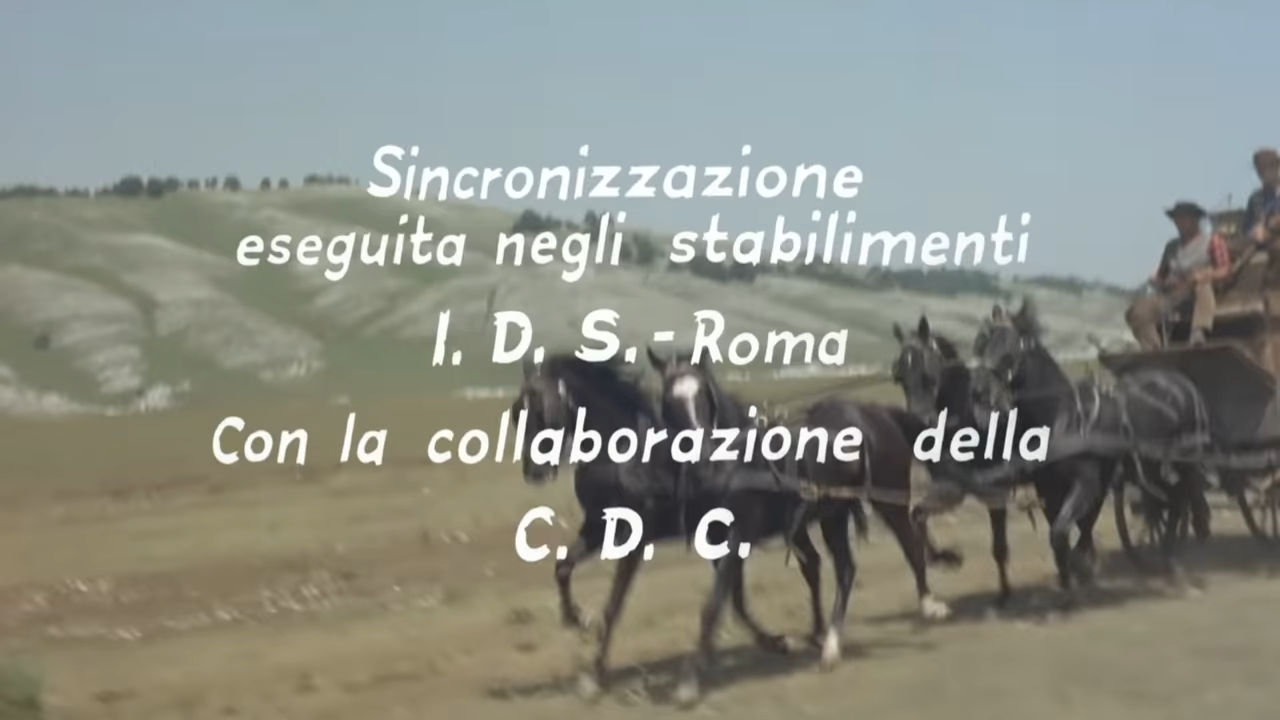 Sincronizzazione
eseguita negli stabilimenti
I. D. S. - Roma
Con la collaborazione della
C. D. C.